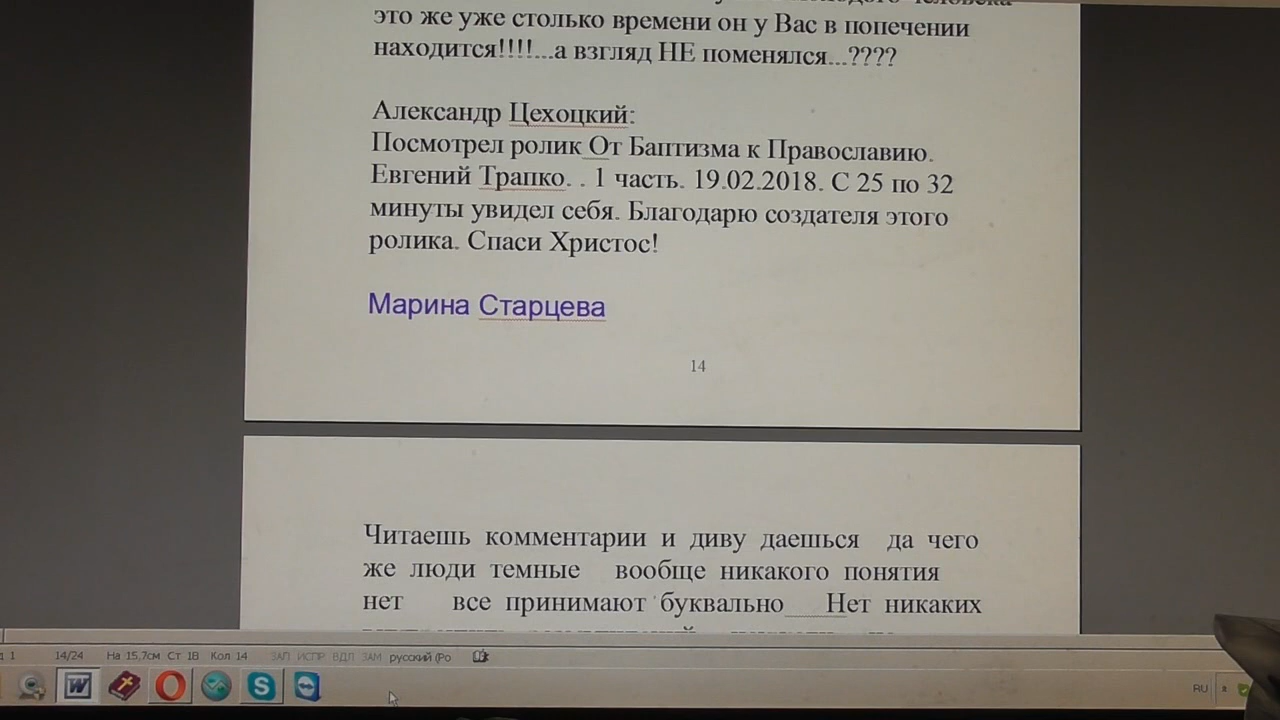 это же уже столько времени он у Вас в попечении
находится!!!!...а взгляд НЕ поменялся...????
Александр Цехоцкий:
Посмотрел ролик От Баптизма к Православию.
Евгений Трапко. . 1 часть. 19.02.2018. С 25 по 32
минуты увидел себя. Благодарю создателя этого
ролика. Спаси Христос!
Марина Старцева
14
Читаешь комментарии и диву даешься да чего
же люди темные вообще никакого понятия
нет все принимают буквально Нет никаких
1 14/24 На 15,7см Ст 18 Кол 14 ЗАП ИСПР ВДЛ ЗАМ русский (Ро
RU